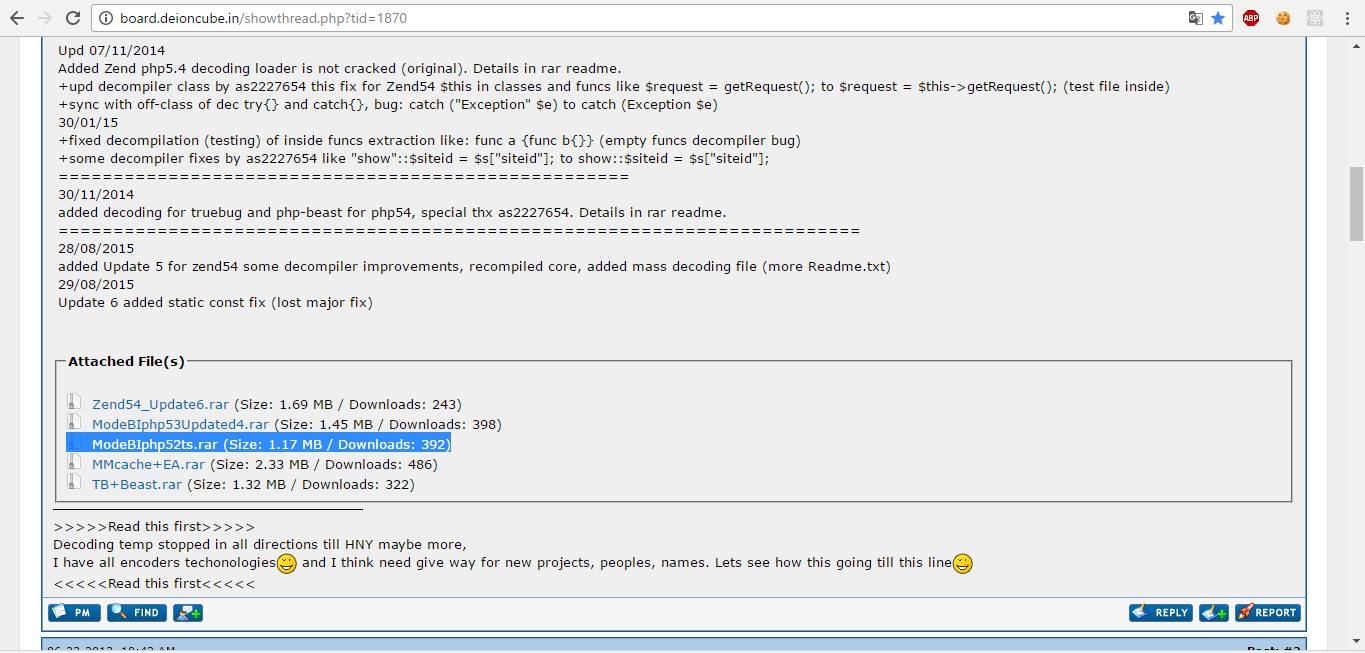 board.deioncube.in/showthread.php?tid=1870
ABP
Upd 07/11/2014
Added Zend php5.4 decoding loader is not cracked (original). Details in rar readme.
+upd decompiler class by as2227654 this fix for Zend54 $this in classes and funcs like $request = getRequest(); to $request = $this->getRequest(); (test file inside)
+sync with off-class of dec try{} and catch{}, bug: catch ("Exception" $e) to catch (Exception $e)
30/01/15
+fixed decompilation (testing) of inside funcs extraction like: func a {func b{}} (empty funcs decompiler bug)
+some decompiler fixes by as2227654 like "show"::$siteid = $s["siteid"]; to show::$siteid = $s["siteid"];
====================================================
30/11/2014
added decoding for truebug and php-beast for php54, special thx as2227654. Details in rar readme.
=========================================================================
28/08/2015
added Update 5 for zend54 some decompiler improvements, recompiled core, added mass decoding file (more Readme.txt)
29/08/2015
Update 6 added static const fix (lost major fix)
Attached File(s)
Zend54_Update6.rar (Size: 1.69 MB / Downloads: 243)
ModeBIphp53Updated4.rar (Size: 1.45 MB / Downloads: 398)
ModeBIphp52ts.rar (Size: 1.17 MB / Downloads: 392)
MMcache+EA.rar (Size: 2.33 MB / Downloads: 486)
TB+Beast.rar (Size: 1.32 MB / Downloads: 322)
>>>>>Read this first>>>>>
Decoding temp stopped in all directions till HNY maybe more,
I have all encoders techonologies and I think need give way for new projects, peoples, names. Lets see how this going till this line
<<<<<Read this first<<<<<
PM FIND REPLY REPORT